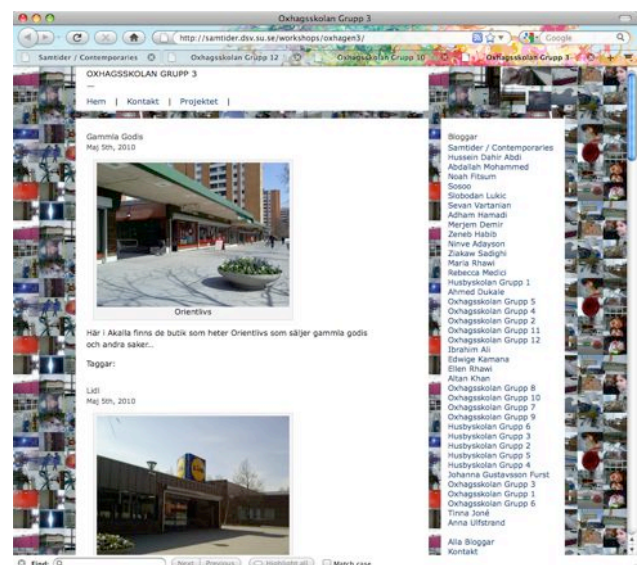 Oxhagsskolan Grupp 3
http://samtider.dsv.su.se/workshops/oxhagen3/
Google
Samtider / Contemporaries
Oxhagsskolan Grupp 12
Oxhagsskolan Grupp 10
Oxhagsskolan Grupp 3
OXHAGSSKOLAN GRUPP 3
Hem | Kontakt | Projektet |
Gammla Godis
Maj 5th, 2010
Orientlivs
Här i Akalla finns de butik som heter Orientlivs som säljer gammla godis
och andra saker..
Taggar:
Lidl
Maj 5th, 2010
Bloggar
Samtider / Contemporaries
Hussein Dahir Abdi
Abdallah Mohammed
Noah Fitsum
Sosoo
Slobodan Lukic
Sevan Vartanian
Adham Hamadi
Merjem Demir
Zeneb Habib
Ninve Adayson
Ziakaw Sadighi
Maria Rhawi
Rebecca Medici
Husbyskolan Grupp 1
Ahmed Dukale
Oxhagsskolan Grupp 5
Oxhagsskolan Grupp 4
Oxhagsskolan Grupp 2
Oxhagsskolan Grupp 11
Oxhagsskolan Grupp 12
Ibrahim Ali
Edwige Kamana
Ellen Rhawi
Altan Khan
Oxhagsskolan Grupp 8
Oxhagsskolan Grupp 10
Oxhagsskolan Grupp 7
Oxhagsskolan Grupp 9
Husbyskolan Grupp 6
Husbyskolan Grupp 3
Husbyskolan Grupp 2
Husbyskolan Grupp 5
Husbyskolan Grupp 4
Johanna Gustavsson Furst
Oxhagsskolan Grupp 3
Oxhagsskolan Grupp 1
Oxhagsskolan Grupp 6
Tinna Joné
Anna Ulfstrand
Alla Bloggar
Kontakt
Find:
Next
Previous
Highlight all
Match case